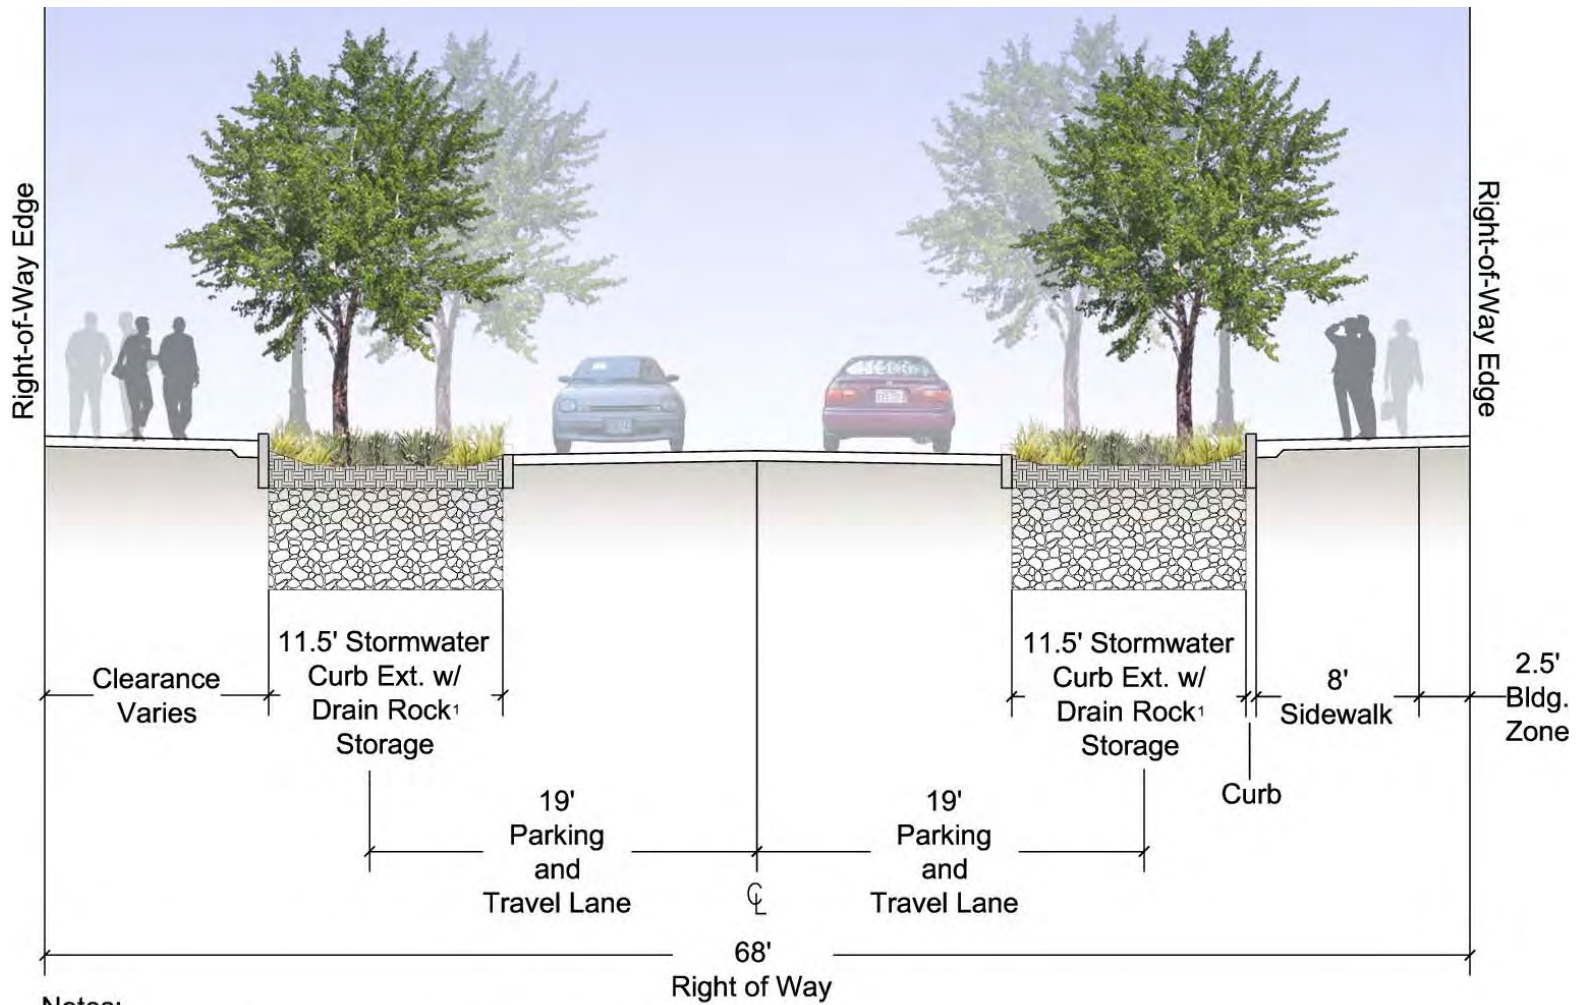 Right-of-Way Edge
Right-of-Way Edge
Clearance
Varies
11.5' Stormwater
Curb Ext. w/
Drain Rock¹
Storage
11.5' Stormwater
Curb Ext. w/
Drain Rock¹
Storage
8'
Sidewalk
2.5'
Bldg.
Zone
Curb
19'
Parking
and
Travel Lane
19'
Parking
and
Travel Lane
℄
68'
Right of Way
Notes: